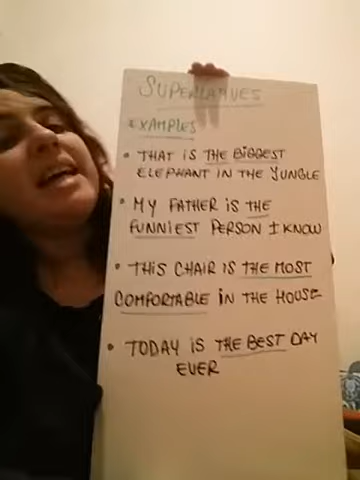 SUPERLATIVES
EXAMPLES
• THAT IS THE BIGGEST
ELEPHANT IN THE JUNGLE
• MY FATHER IS THE
FUNNIEST PERSON I KNOW
• THIS CHAIR IS THE MOST
COMFORTABLE IN THE HOUSE
• TODAY IS THE BEST DAY
EVER